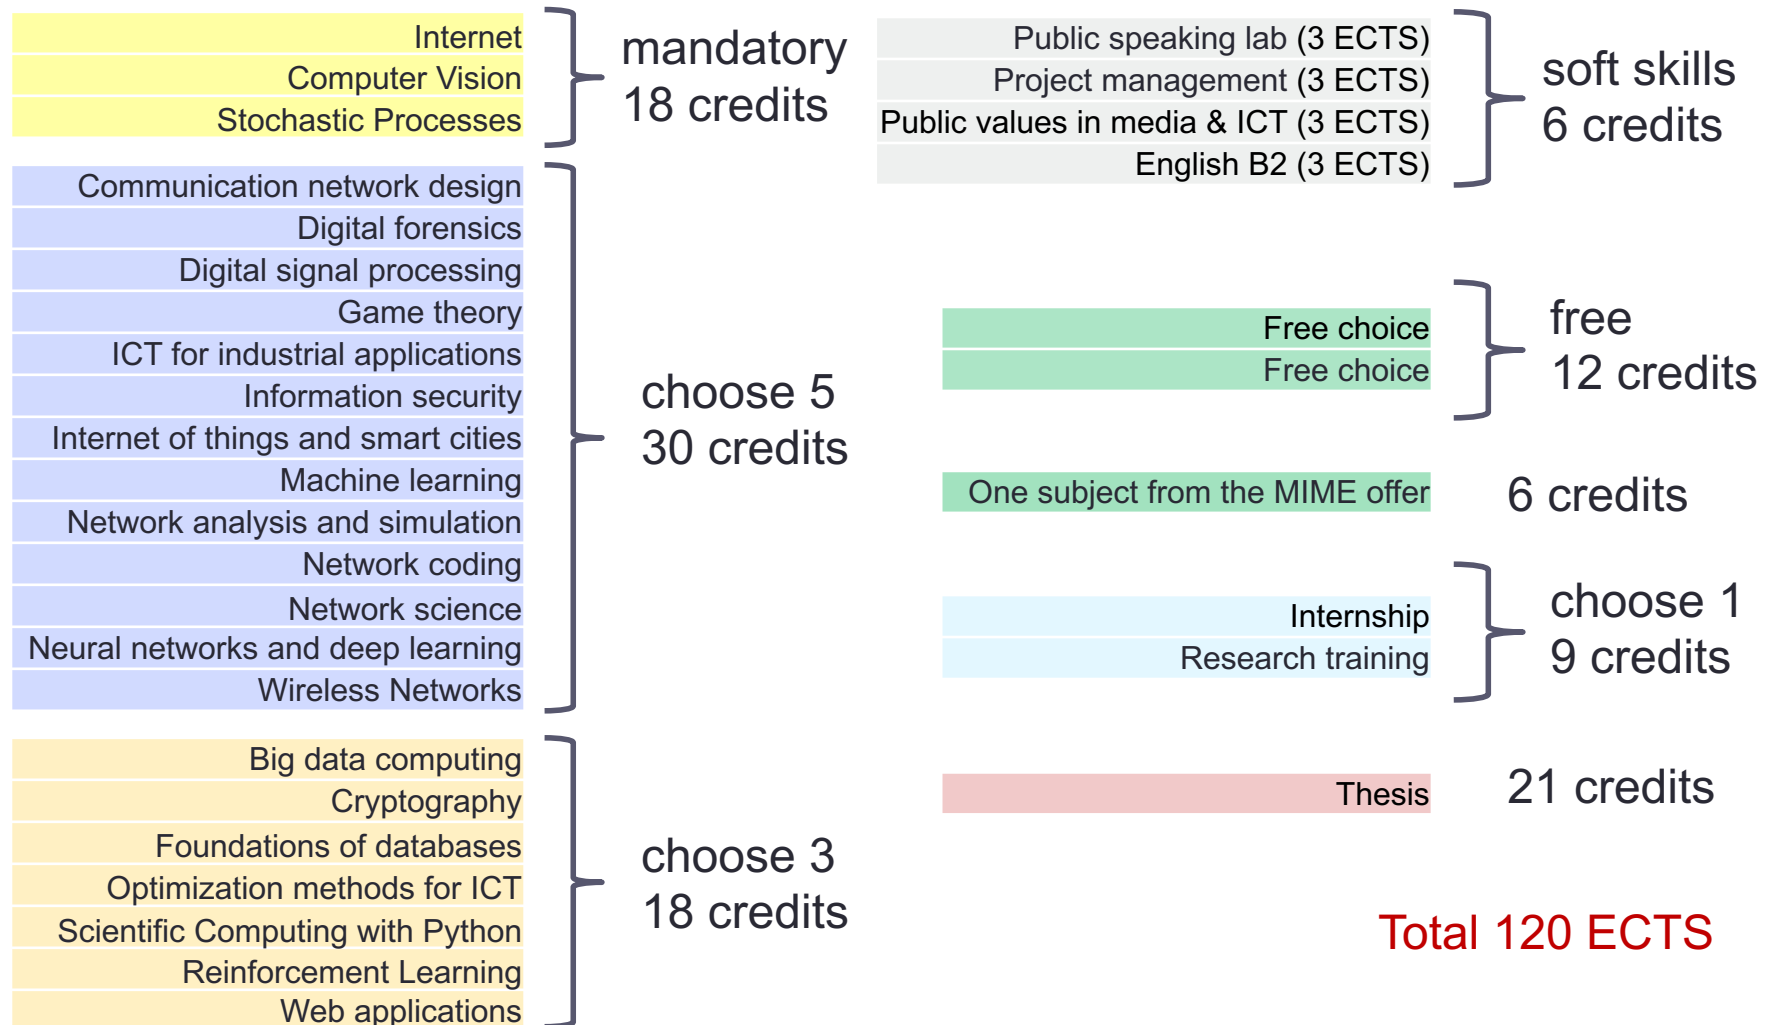 Internet
Computer Vision
Stochastic Processes
mandatory
18 credits
Communication network design
Digital forensics
Digital signal processing
Game theory
ICT for industrial applications
Information security
Internet of things and smart cities
Machine learning
Network analysis and simulation
Network coding
Network science
Neural networks and deep learning
Wireless Networks
choose 5
30 credits
Big data computing
Cryptography
Foundations of databases
Optimization methods for ICT
Scientific Computing with Python
Reinforcement Learning
Web applications
choose 3
18 credits
Public speaking lab (3 ECTS)
Project management (3 ECTS)
Public values in media & ICT (3 ECTS)
English B2 (3 ECTS)
soft skills
6 credits
Free choice
Free choice
free
12 credits
One subject from the MIME offer
6 credits
Internship
Research training
choose 1
9 credits
Thesis
21 credits
Total 120 ECTS